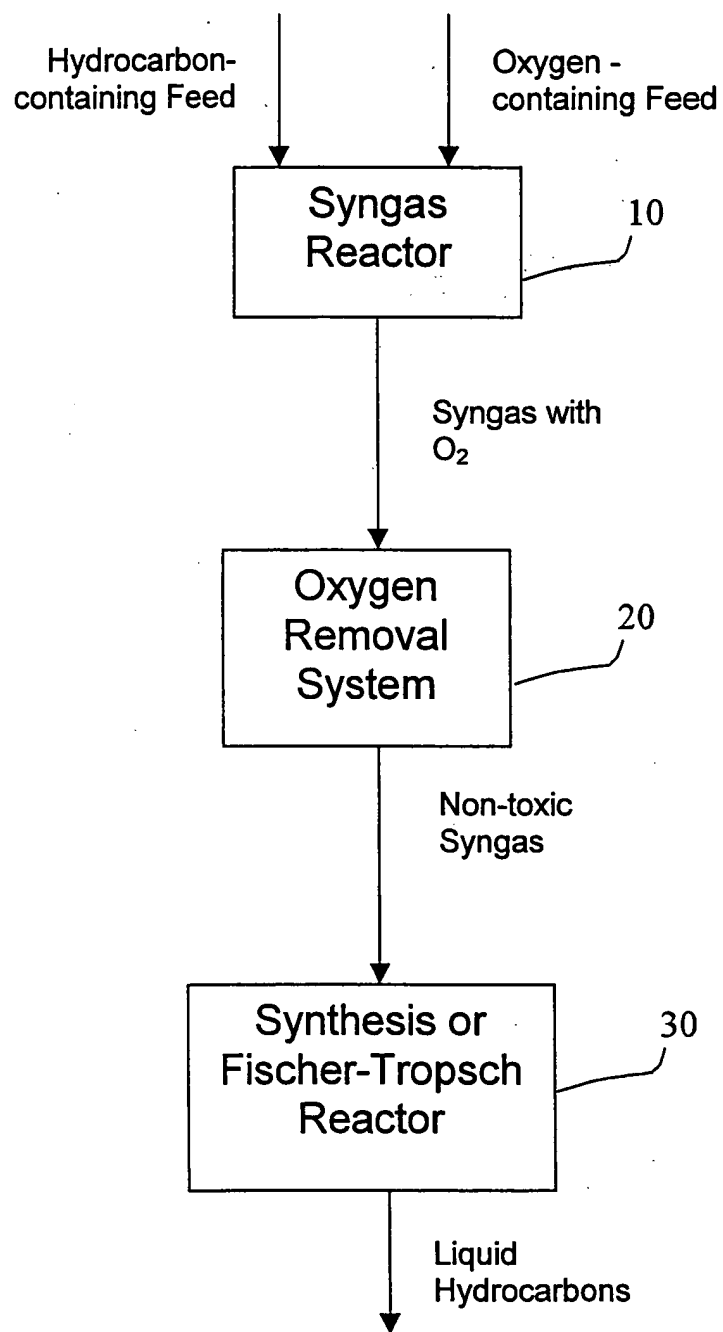 Hydrocarbon-
containing Feed
Oxygen -
containing Feed
Syngas
Reactor
10
Syngas with
O₂
Oxygen
Removal
System
20
Non-toxic
Syngas
Synthesis or
Fischer-Tropsch
Reactor
30
Liquid
Hydrocarbons